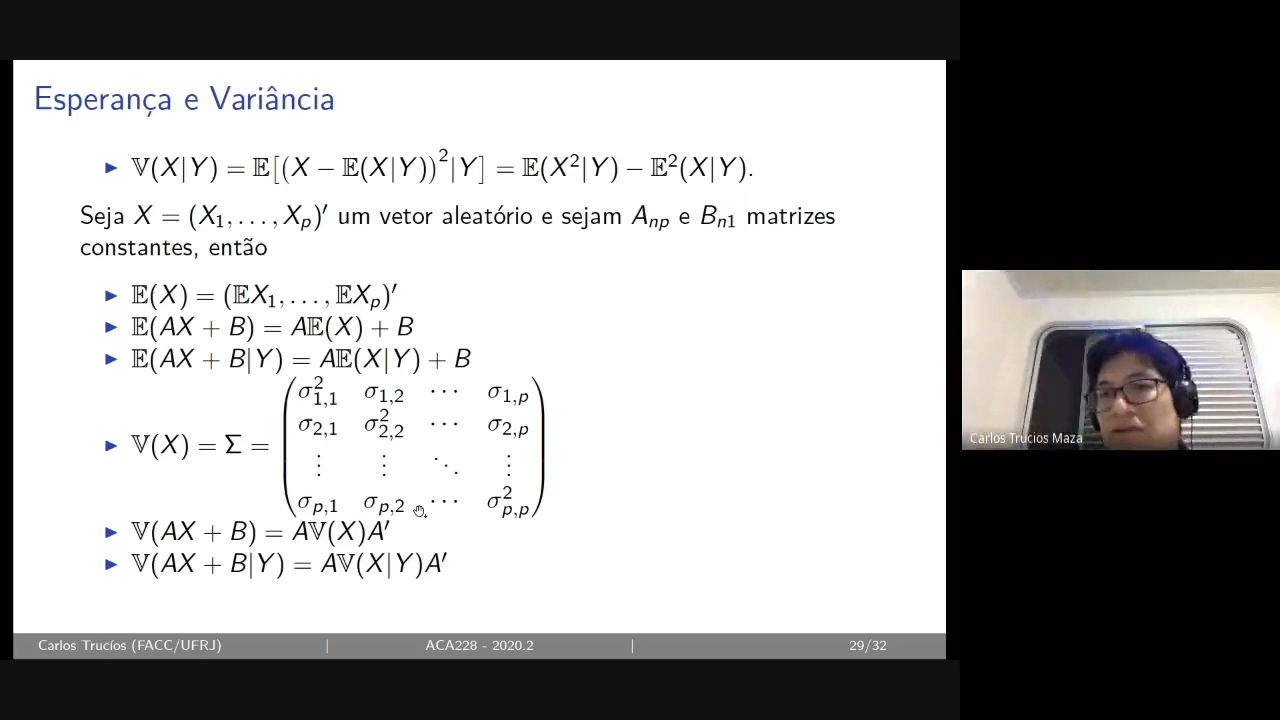 Esperança e Variância
▶ 𝕍(X|Y) = 𝔼[(X − 𝔼(X|Y))²|Y] = 𝔼(X²|Y) − 𝔼²(X|Y).
Seja X = (X₁, …, Xₚ)′ um vetor aleatório e sejam Aₙₚ e Bₙ₁ matrizes
constantes, então
▶ 𝔼(X) = (𝔼X₁, …, 𝔼Xₚ)′
▶ 𝔼(AX + B) = A𝔼(X) + B
▶ 𝔼(AX + B|Y) = A𝔼(X|Y) + B
σ²₁,₁ σ₁,₂ ⋯ σ₁,ₚ
σ₂,₁ σ²₂,₂ ⋯ σ₂,ₚ
▶ 𝕍(X) = Σ =
⋮ ⋮ ⋱ ⋮
σₚ,₁ σₚ,₂ ⋯ σ²ₚ,ₚ
▶ 𝕍(AX + B) = A𝕍(X)A′
▶ 𝕍(AX + B|Y) = A𝕍(X|Y)A′
Carlos Trucíos (FACC/UFRJ) | ACA228 - 2020.2 | 29/32
Carlos Trucios Maza